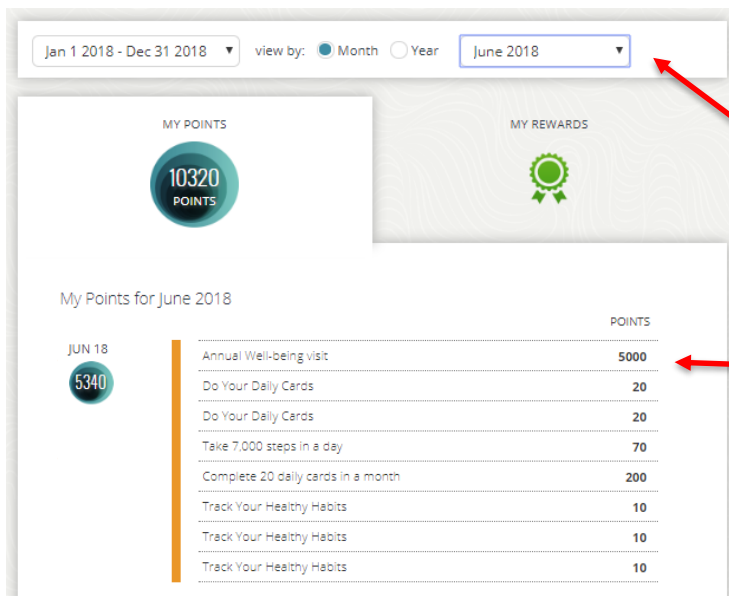 Jan 1 2018 - Dec 31 2018 view by: Month Year June 2018
MY POINTS MY REWARDS
10320
POINTS
My Points for June 2018
POINTS
JUN 18
5340
Annual Well-being visit 5000
Do Your Daily Cards 20
Do Your Daily Cards 20
Take 7,000 steps in a day 70
Complete 20 daily cards in a month 200
Track Your Healthy Habits 10
Track Your Healthy Habits 10
Track Your Healthy Habits 10